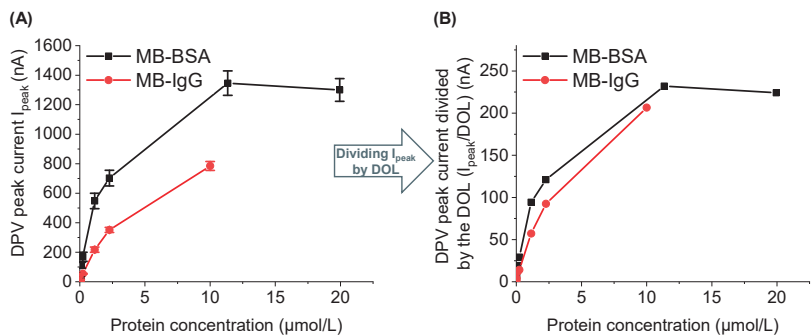 (A)
1600
1400
1200
1000
800
600
400
200
0
0
5
10
15
20
DPV peak current Ipeak (nA)
Protein concentration (µmol/L)
MB-BSA
MB-IgG
Dividing Ipeak
by DOL
(B)
250
200
150
100
50
0
0
5
10
15
20
DPV peak current divided
by the DOL (Ipeak/DOL) (nA)
Protein concentration (µmol/L)
MB-BSA
MB-IgG